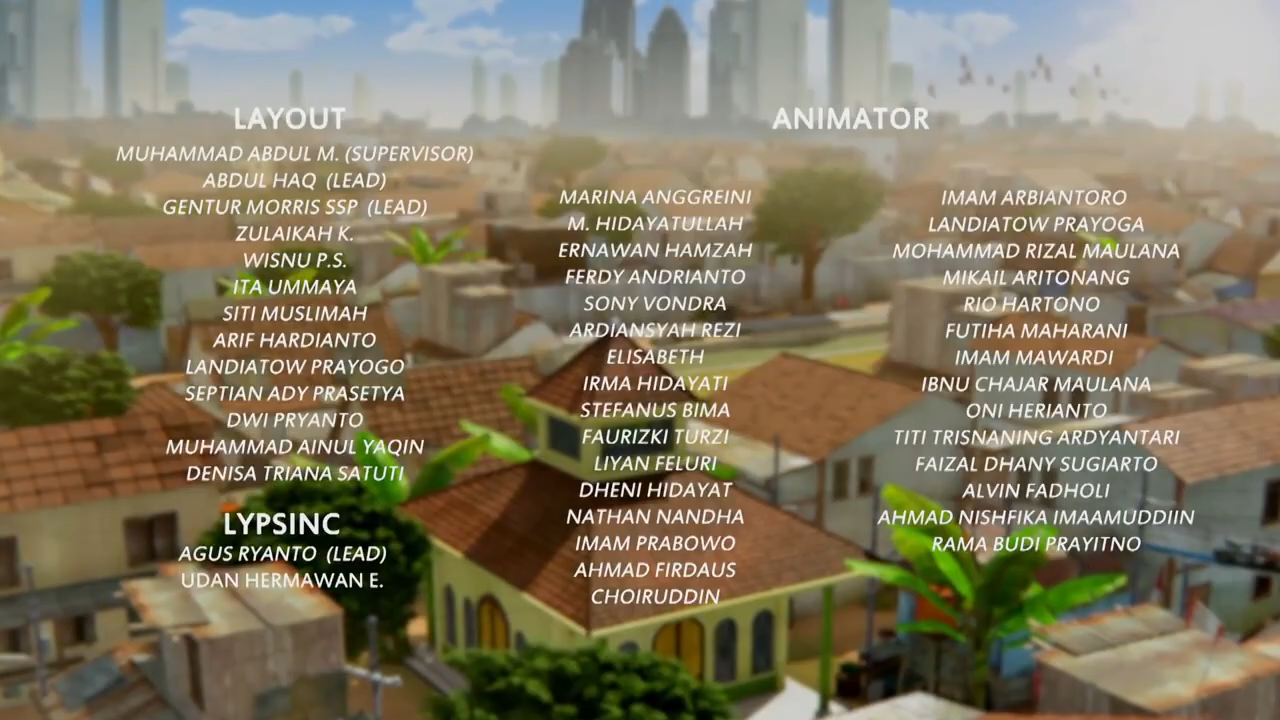 LAYOUT
MUHAMMAD ABDUL M. (SUPERVISOR)
ABDUL HAQ (LEAD)
GENTUR MORRIS SSP (LEAD)
ZULAIKAH K.
WISNU P.S.
ITA UMMAYA
SITI MUSLIMAH
ARIF HARDIANTO
LANDIATOW PRAYOGO
SEPTIAN ADY PRASETYA
DWI PRYANTO
MUHAMMAD AINUL YAQIN
DENISA TRIANA SATUTI
LYPSINC
AGUS RYANTO (LEAD)
UDAN HERMAWAN E.
ANIMATOR
MARINA ANGGREINI
M. HIDAYATULLAH
ERNAWAN HAMZAH
FERDY ANDRIANTO
SONY VONDRA
ARDIANSYAH REZI
ELISABETH
IRMA HIDAYATI
STEFANUS BIMA
FAURIZKI TURZI
LIYAN FELURI
DHENI HIDAYAT
NATHAN NANDHA
IMAM PRABOWO
AHMAD FIRDAUS
CHOIRUDDIN
IMAM ARBIANTORO
LANDIATOW PRAYOGA
MOHAMMAD RIZAL MAULANA
MIKAIL ARITONANG
RIO HARTONO
FUTIHA MAHARANI
IMAM MAWARDI
IBNU CHAJAR MAULANA
ONI HERIANTO
TITI TRISNANING ARDYANTARI
FAIZAL DHANY SUGIARTO
ALVIN FADHOLI
AHMAD NISHFIKA IMAAMUDDIIN
RAMA BUDI PRAYITNO